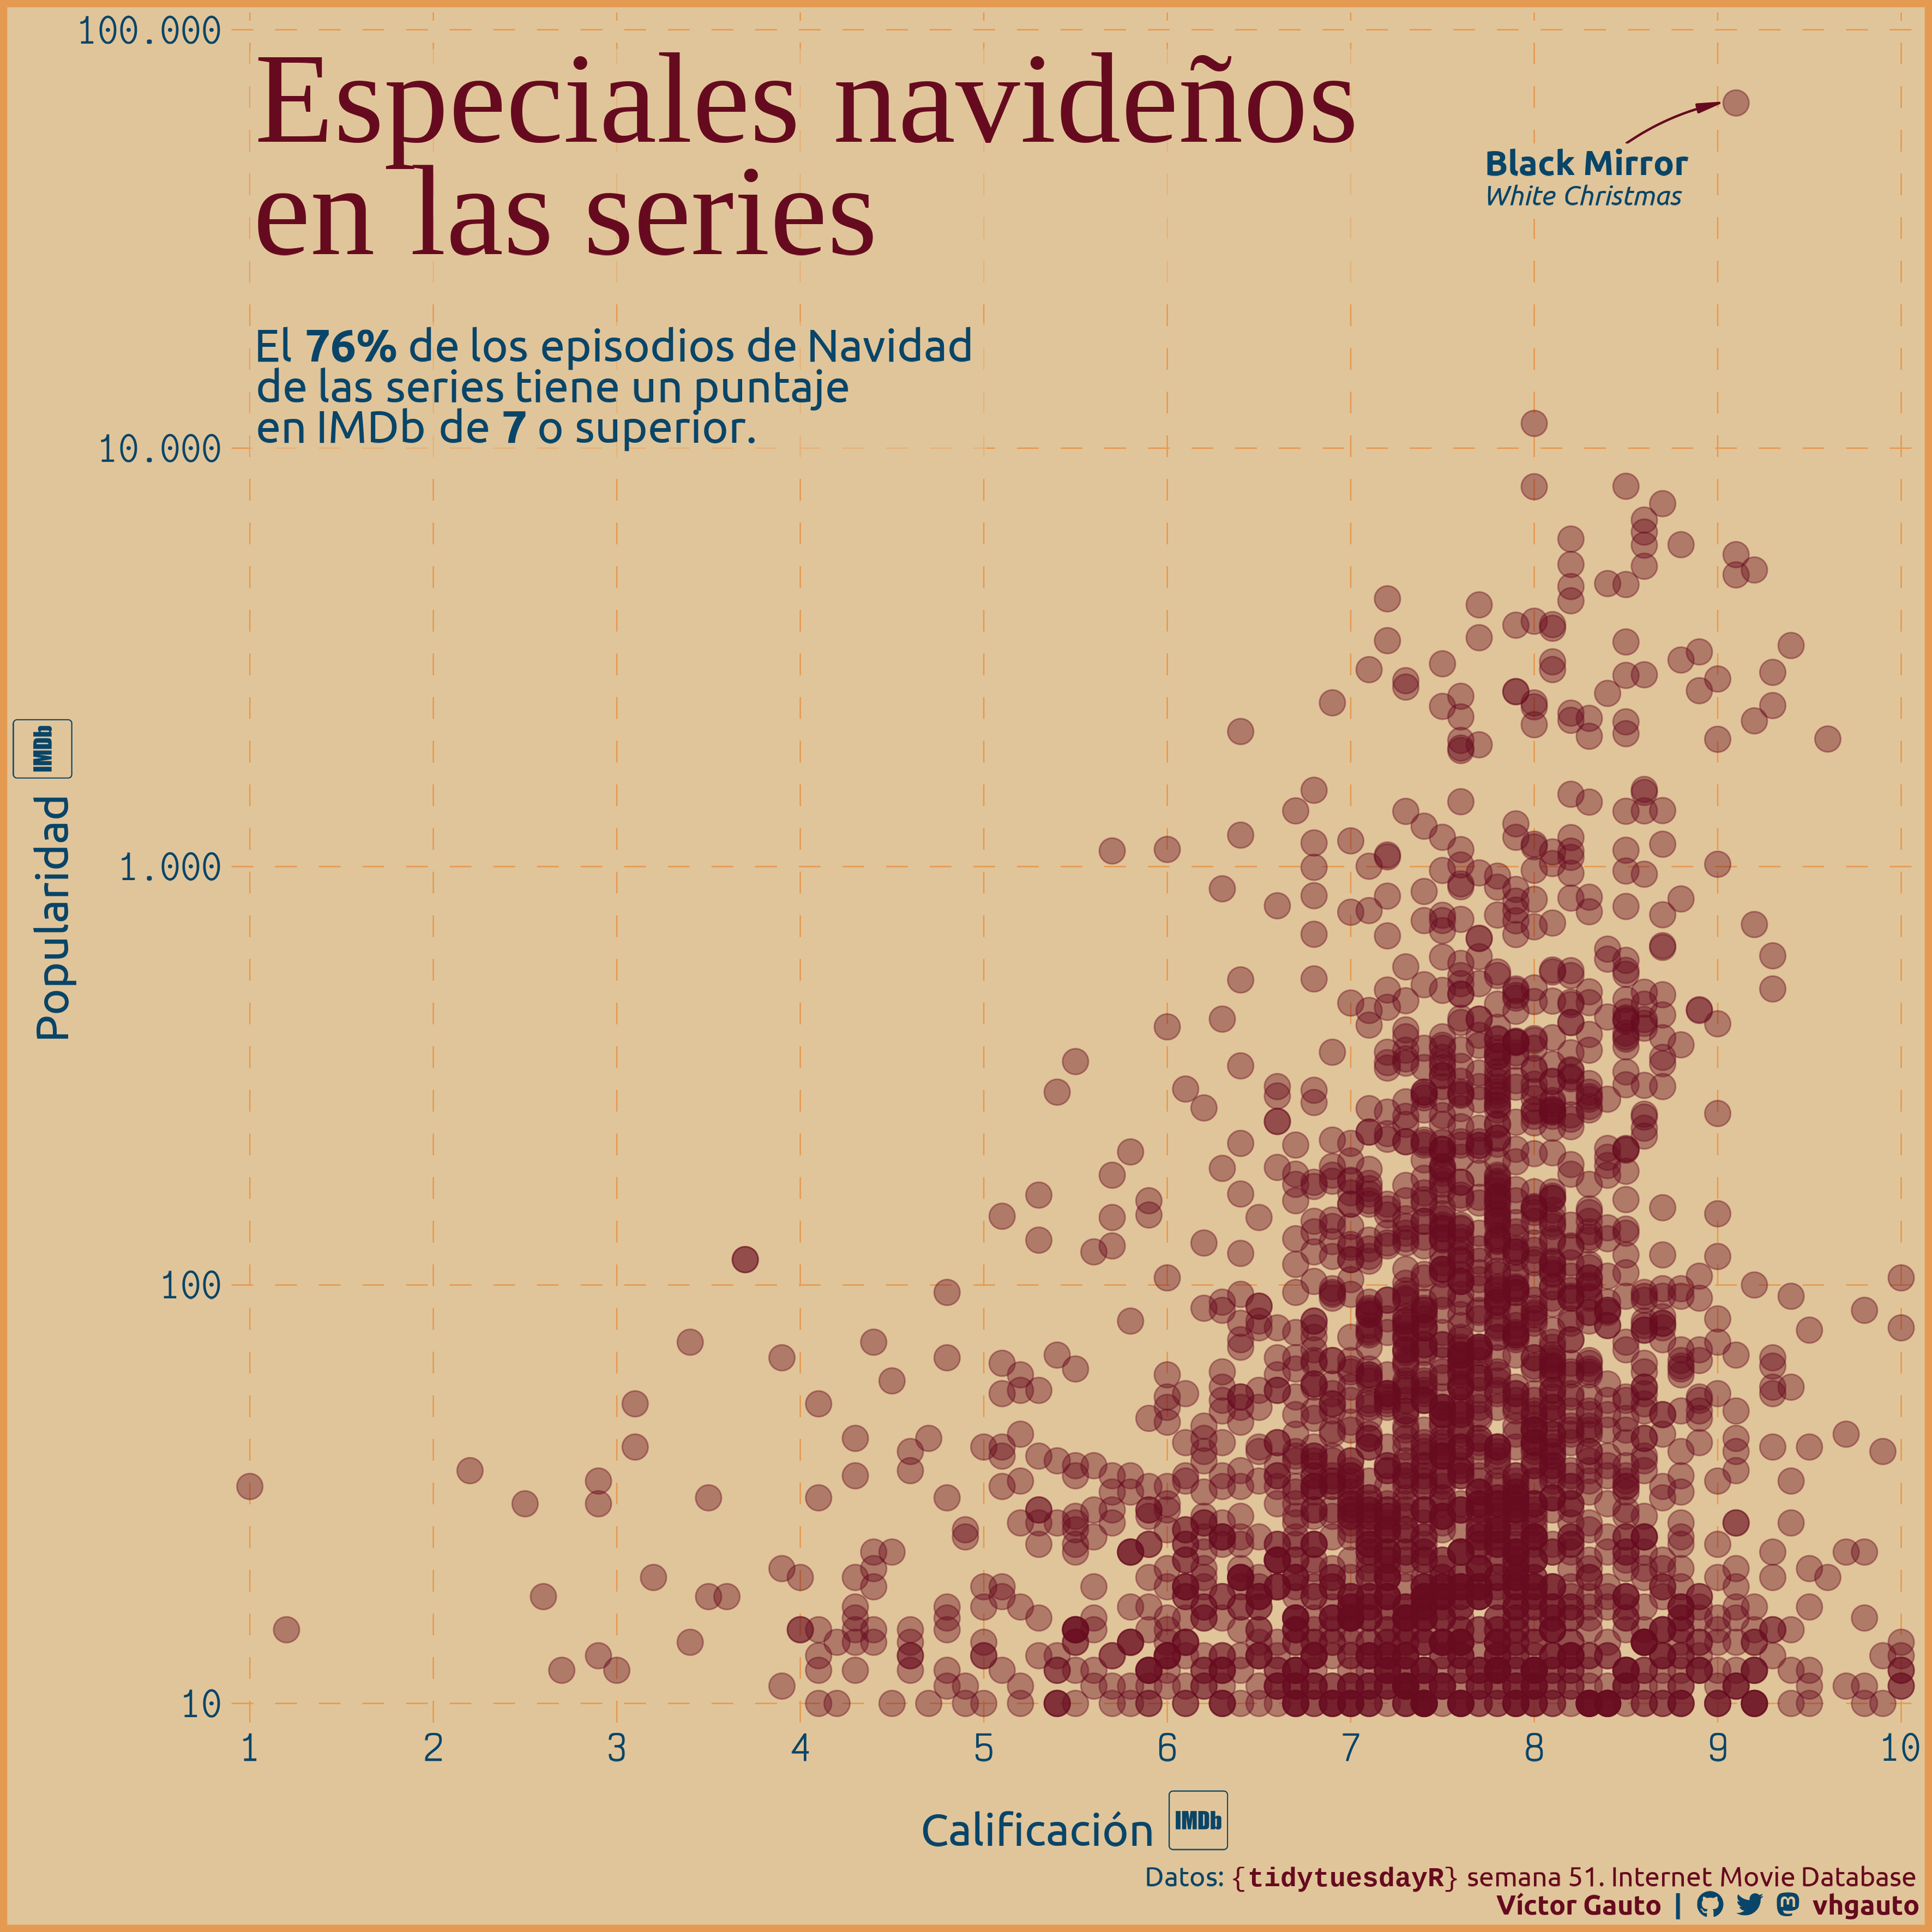 Especiales navideños
en las series
El 76% de los episodios de Navidad
de las series tiene un puntaje
en IMDb de 7 o superior.
Black Mirror
White Christmas
100.000
10.000
1.000
100
10
Popularidad IMDb
1 2 3 4 5 6 7 8 9 10
Calificación IMDb
Datos: {tidytuesdayR} semana 51. Internet Movie Database
Víctor Gauto | vhgauto